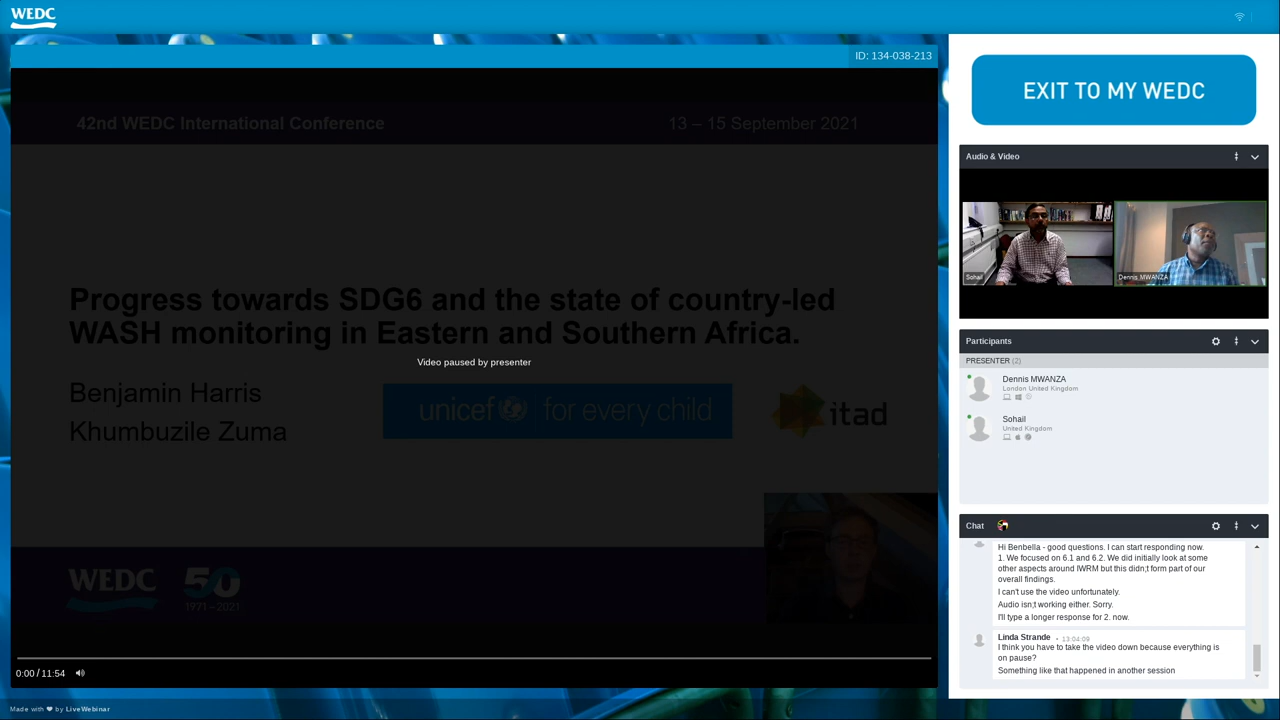 WEDC
ID: 134-038-213
EXIT TO MY WEDC
42nd WEDC International Conference
13 – 15 September 2021
Progress towards SDG6 and the state of country-led
WASH monitoring in Eastern and Southern Africa.
Video paused by presenter
Benjamin Harris
Khumbuzile Zuma
unicef for every child
itad
WEDC
50
1971 – 2021
0:00 / 11:54
Made with ❤ by LiveWebinar
Audio & Video
Sohail
Dennis MWANZA
Participants
PRESENTER (2)
Dennis MWANZA
London United Kingdom
Sohail
United Kingdom
Chat
Hi Benbella - good questions. I can start responding now.
1. We focused on 6.1 and 6.2. We did initially look at some
other aspects around IWRM but this didn;t form part of our
overall findings.
I can't use the video unfortunately.
Audio isn;t working either. Sorry.
I'll type a longer response for 2. now.
Linda Strande • 13:04:09
I think you have to take the video down because everything is
on pause?
Something like that happened in another session